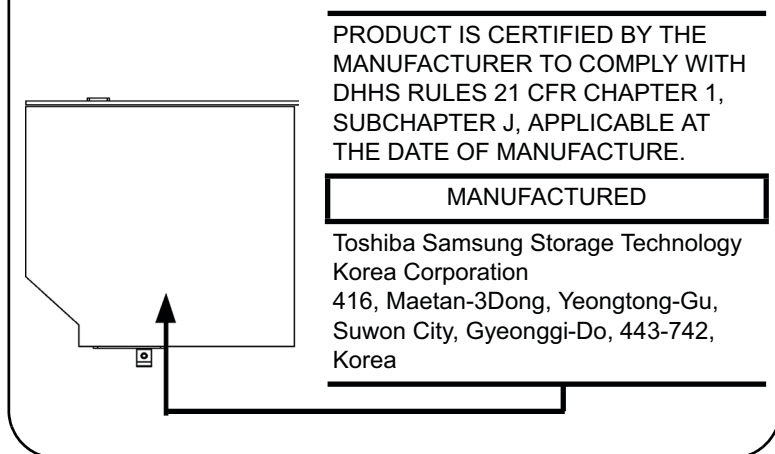 PRODUCT IS CERTIFIED BY THE
MANUFACTURER TO COMPLY WITH
DHHS RULES 21 CFR CHAPTER 1,
SUBCHAPTER J, APPLICABLE AT
THE DATE OF MANUFACTURE.
MANUFACTURED
Toshiba Samsung Storage Technology
Korea Corporation
416, Maetan-3Dong, Yeongtong-Gu,
Suwon City, Gyeonggi-Do, 443-742,
Korea